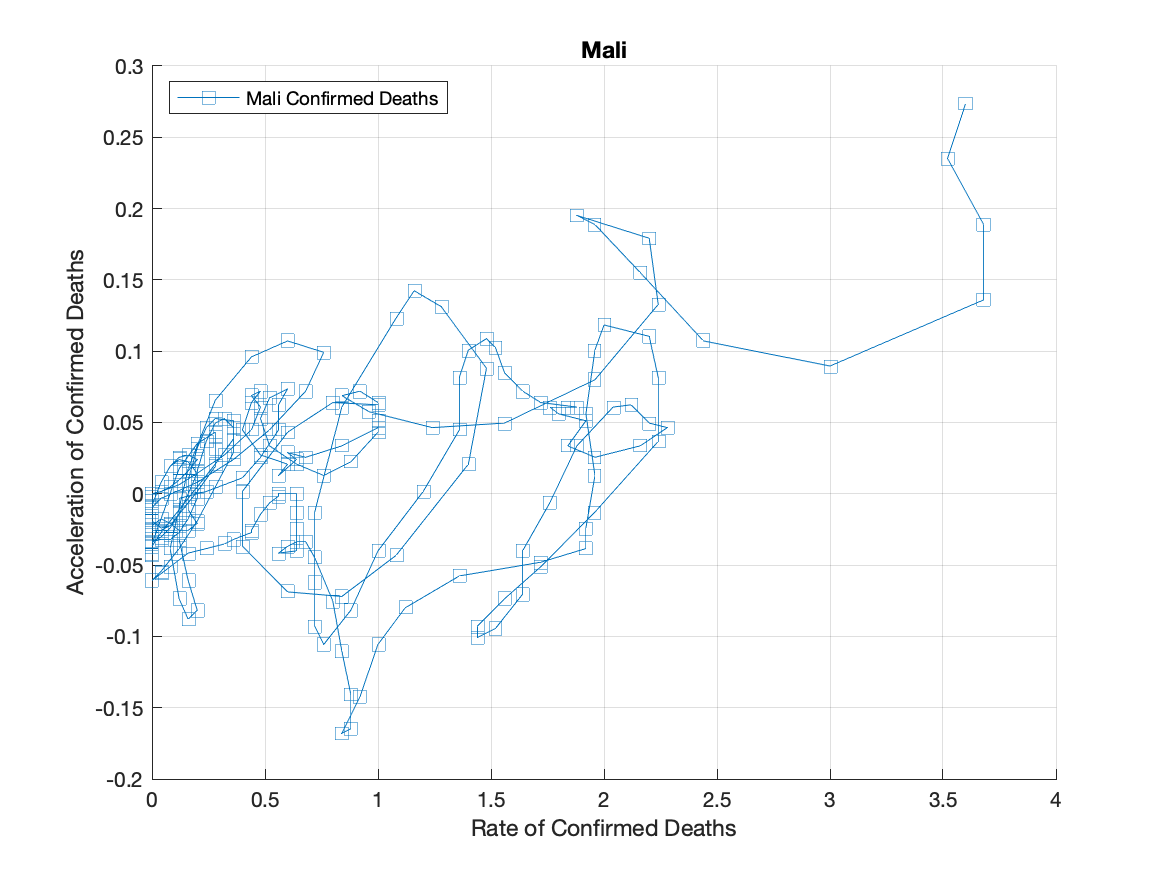 Mali
0.3
Mali Confirmed Deaths
0.25
0.2
0.15
0.1
0.05
0
-0.05
-0.1
-0.15
-0.2
Acceleration of Confirmed Deaths
0 0.5 1 1.5 2 2.5 3 3.5 4
Rate of Confirmed Deaths